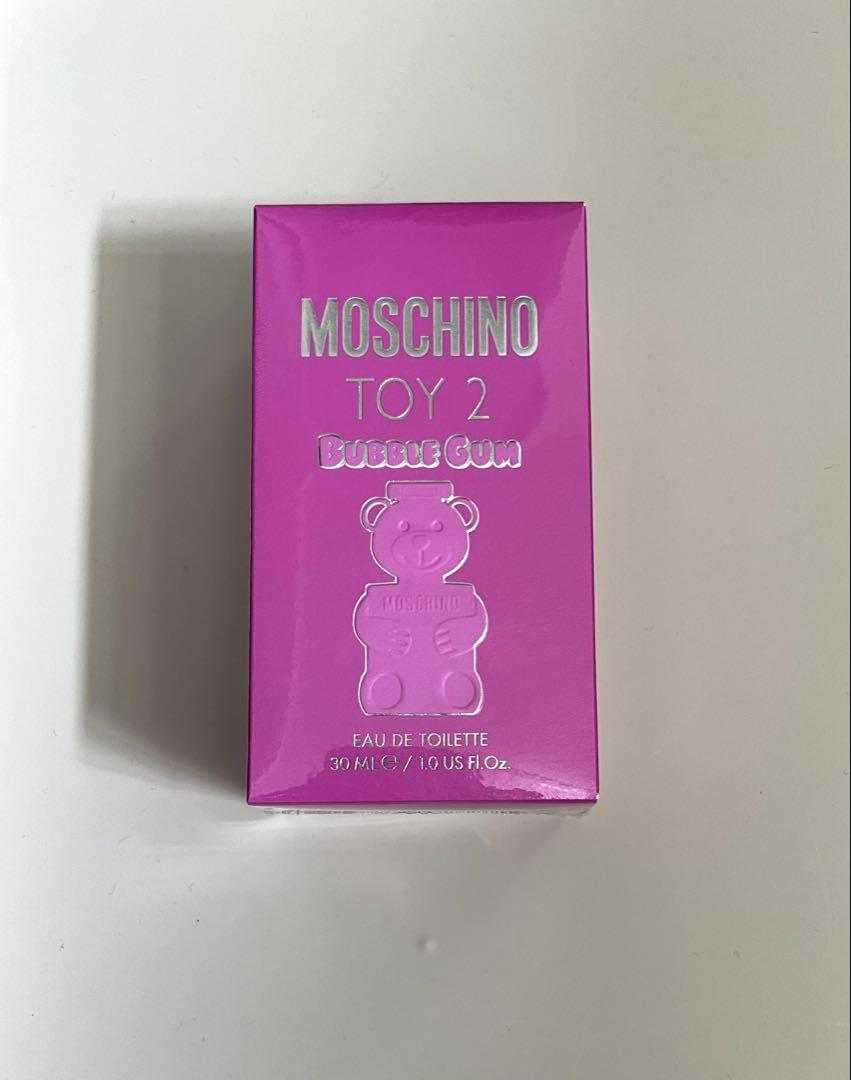 MOSCHINO
TOY 2
BUBBLE GUM
MOSCHINO
EAU DE TOILETTE
30 ML ℮ / 1.0 US Fl.Oz.